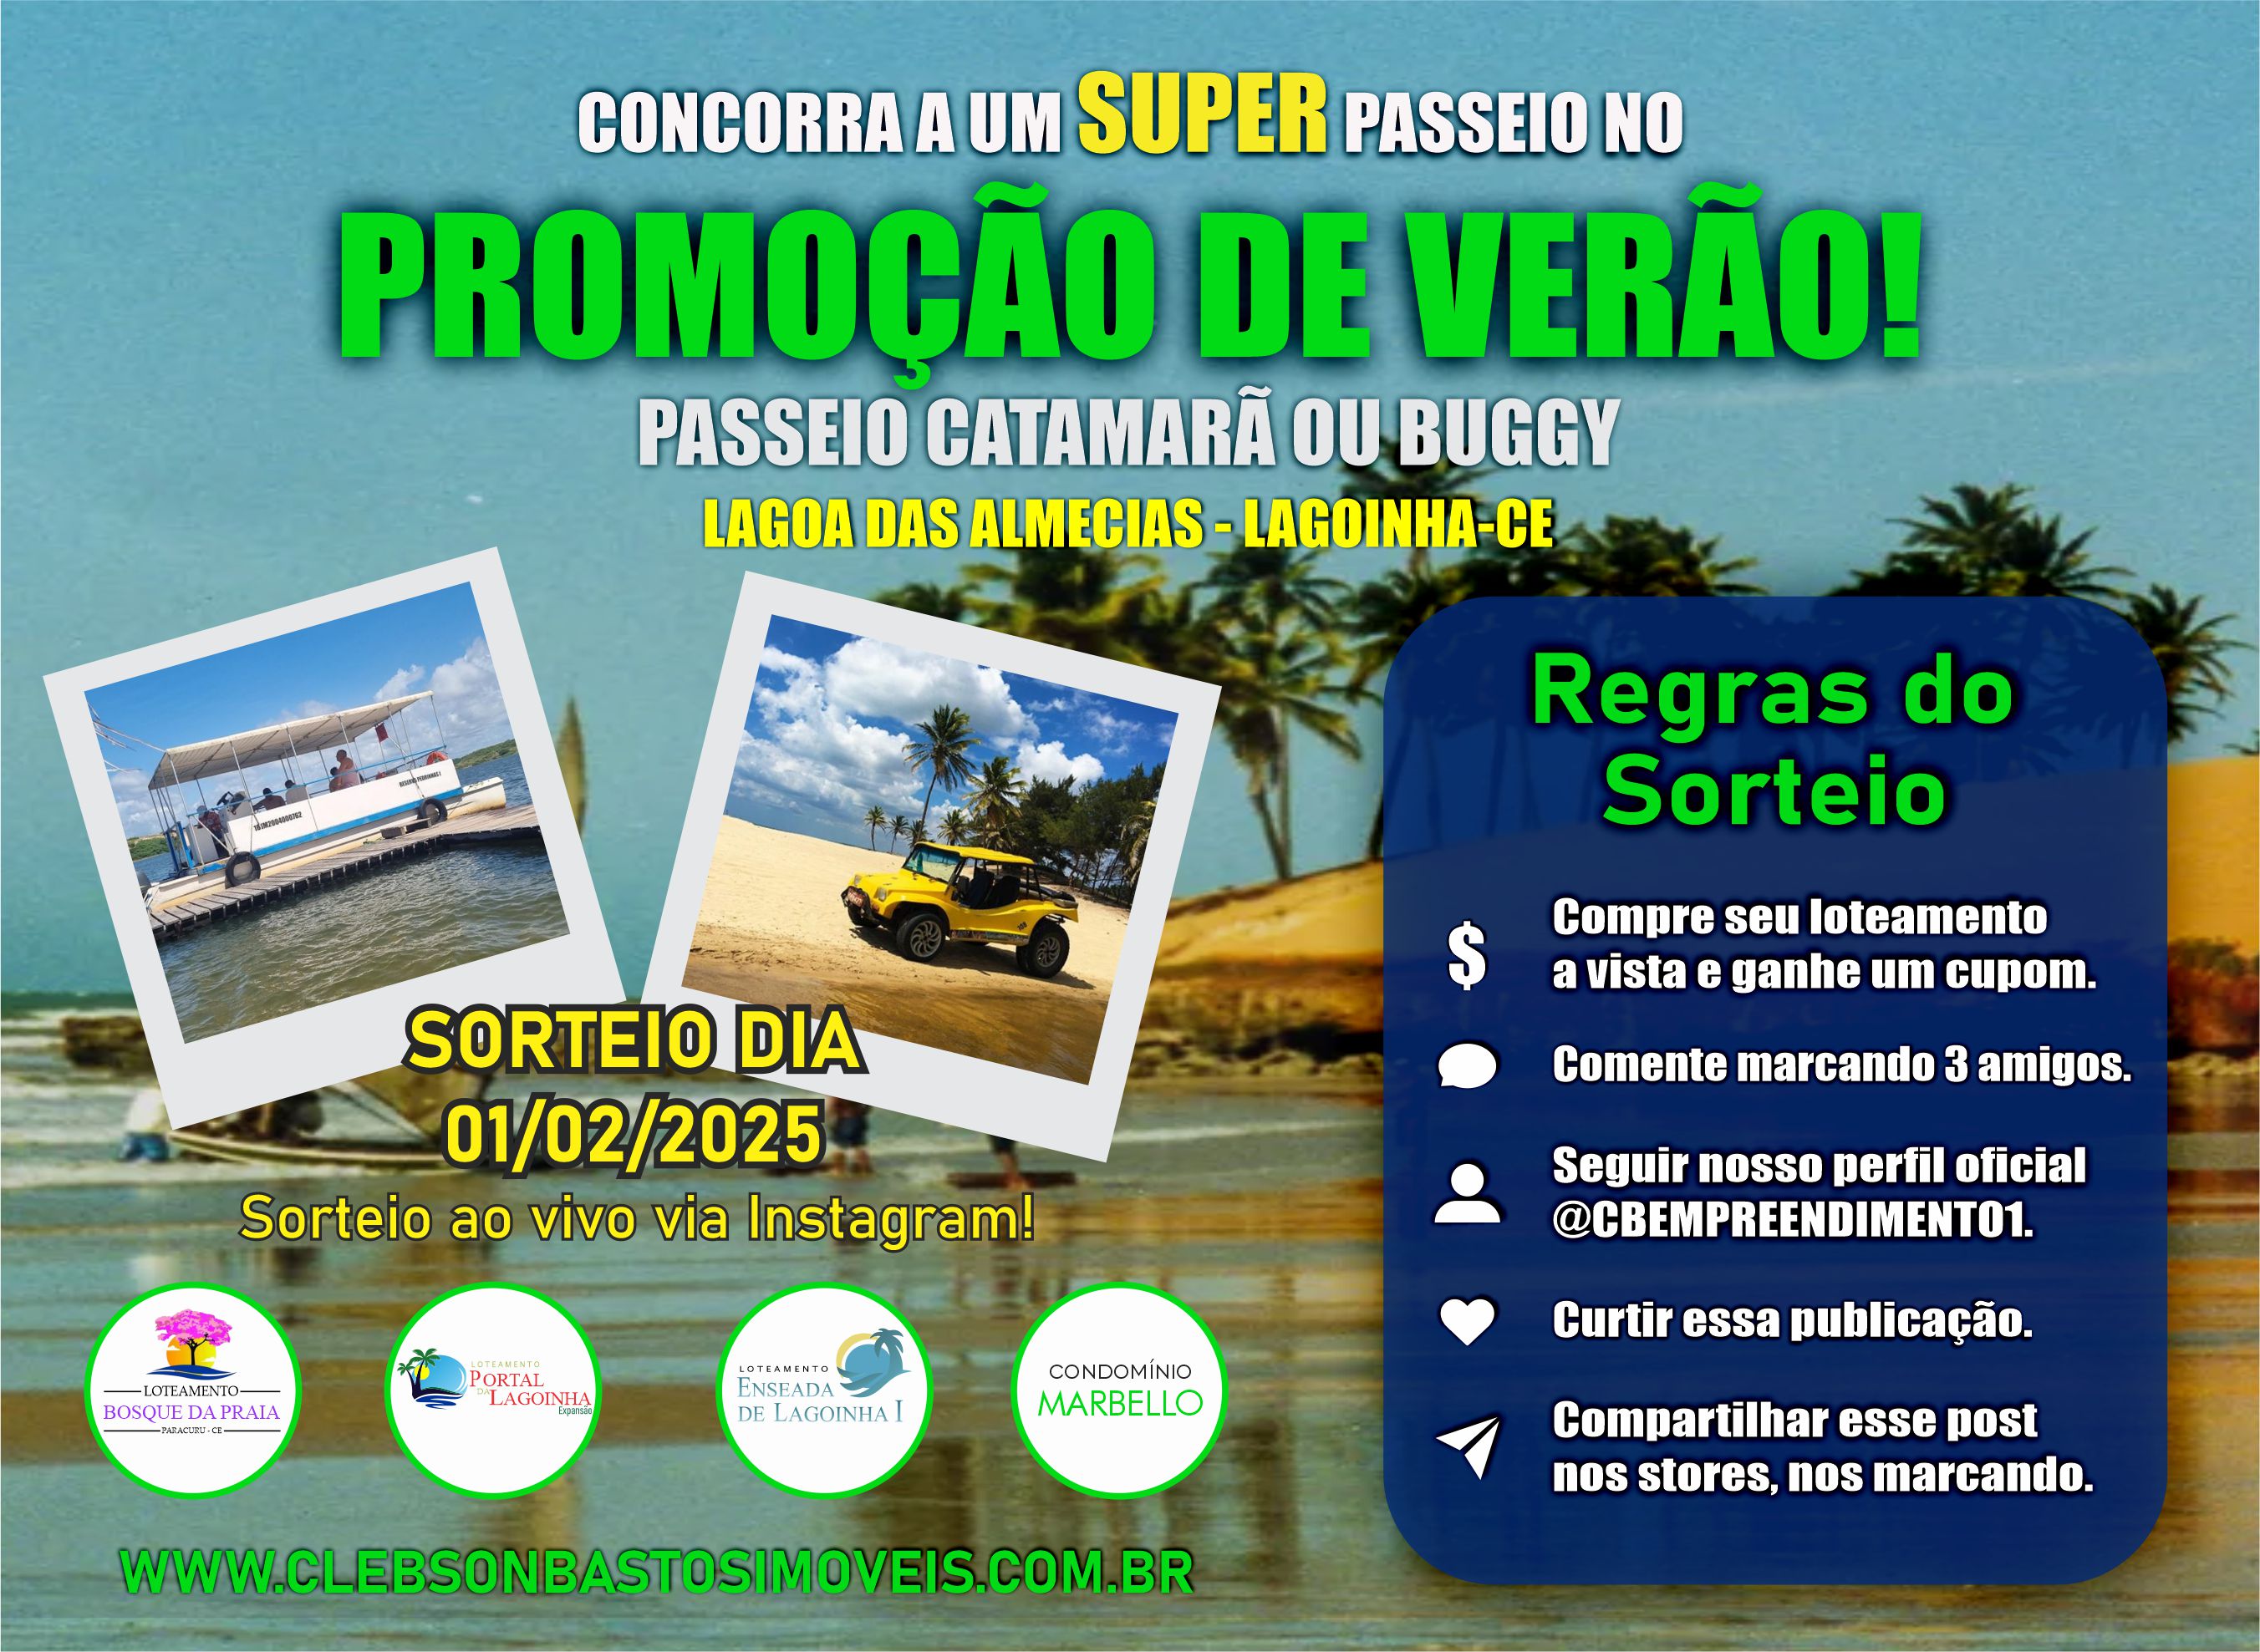 CONCORRA A UM SUPER PASSEIO NO
PROMOÇÃO DE VERÃO!
PASSEIO CATAMARÃ OU BUGGY
LAGOA DAS ALMECIAS - LAGOINHA-CE
SORTEIO DIA
01/02/2025
Sorteio ao vivo via Instagram!
LOTEAMENTO
BOSQUE DA PRAIA
PARACURU - CE
LOTEAMENTO
PORTAL
DA LAGOINHA
Expansão
LOTEAMENTO
ENSEADA
DE LAGOINHA I
CONDOMÍNIO
MARBELLO
WWW.CLEBSONBASTOSIMOVEIS.COM.BR
Regras do
Sorteio
$
Compre seu loteamento
a vista e ganhe um cupom.
Comente marcando 3 amigos.
Seguir nosso perfil oficial
@CBEMPREENDIMENTO1.
Curtir essa publicação.
Compartilhar esse post
nos stores, nos marcando.